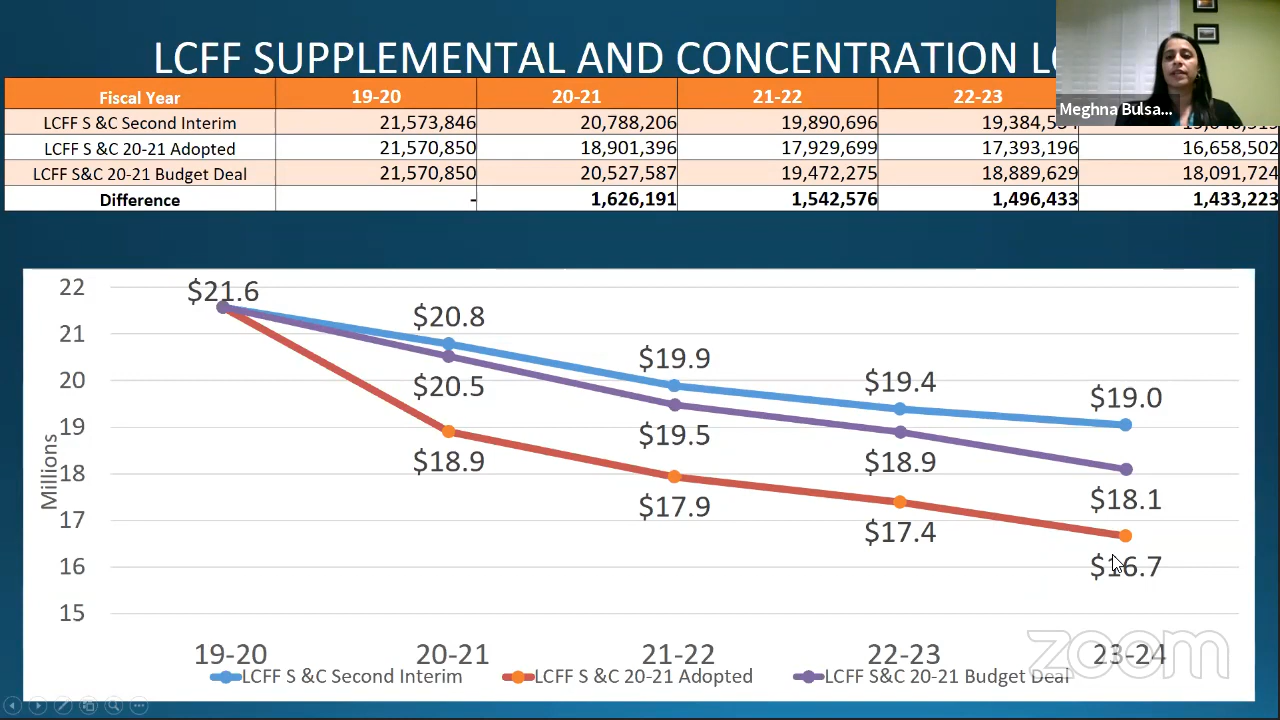 LCFF SUPPLEMENTAL AND CONCENTRATION
Meghna Bulsa...
Fiscal Year 19-20 20-21 21-22 22-23
LCFF S &C Second Interim 21,573,846 20,788,206 19,890,696
LCFF S &C 20-21 Adopted 21,570,850 18,901,396 17,929,699 17,393,196 16,658,502
LCFF S&C 20-21 Budget Deal 21,570,850 20,527,587 19,472,275 18,889,629 18,091,724
Difference - 1,626,191 1,542,576 1,496,433 1,433,223
22
21
20
19
18
17
16
15
Millions
$21.6
$20.8
$19.9
$19.4
$19.0
$20.5
$19.5
$18.9
$18.1
$18.9
$17.9
$17.4
$16.7
19-20 20-21 21-22 22-23 23-24
zoom
LCFF S &C Second Interim LCFF S &C 20-21 Adopted LCFF S&C 20-21 Budget Deal